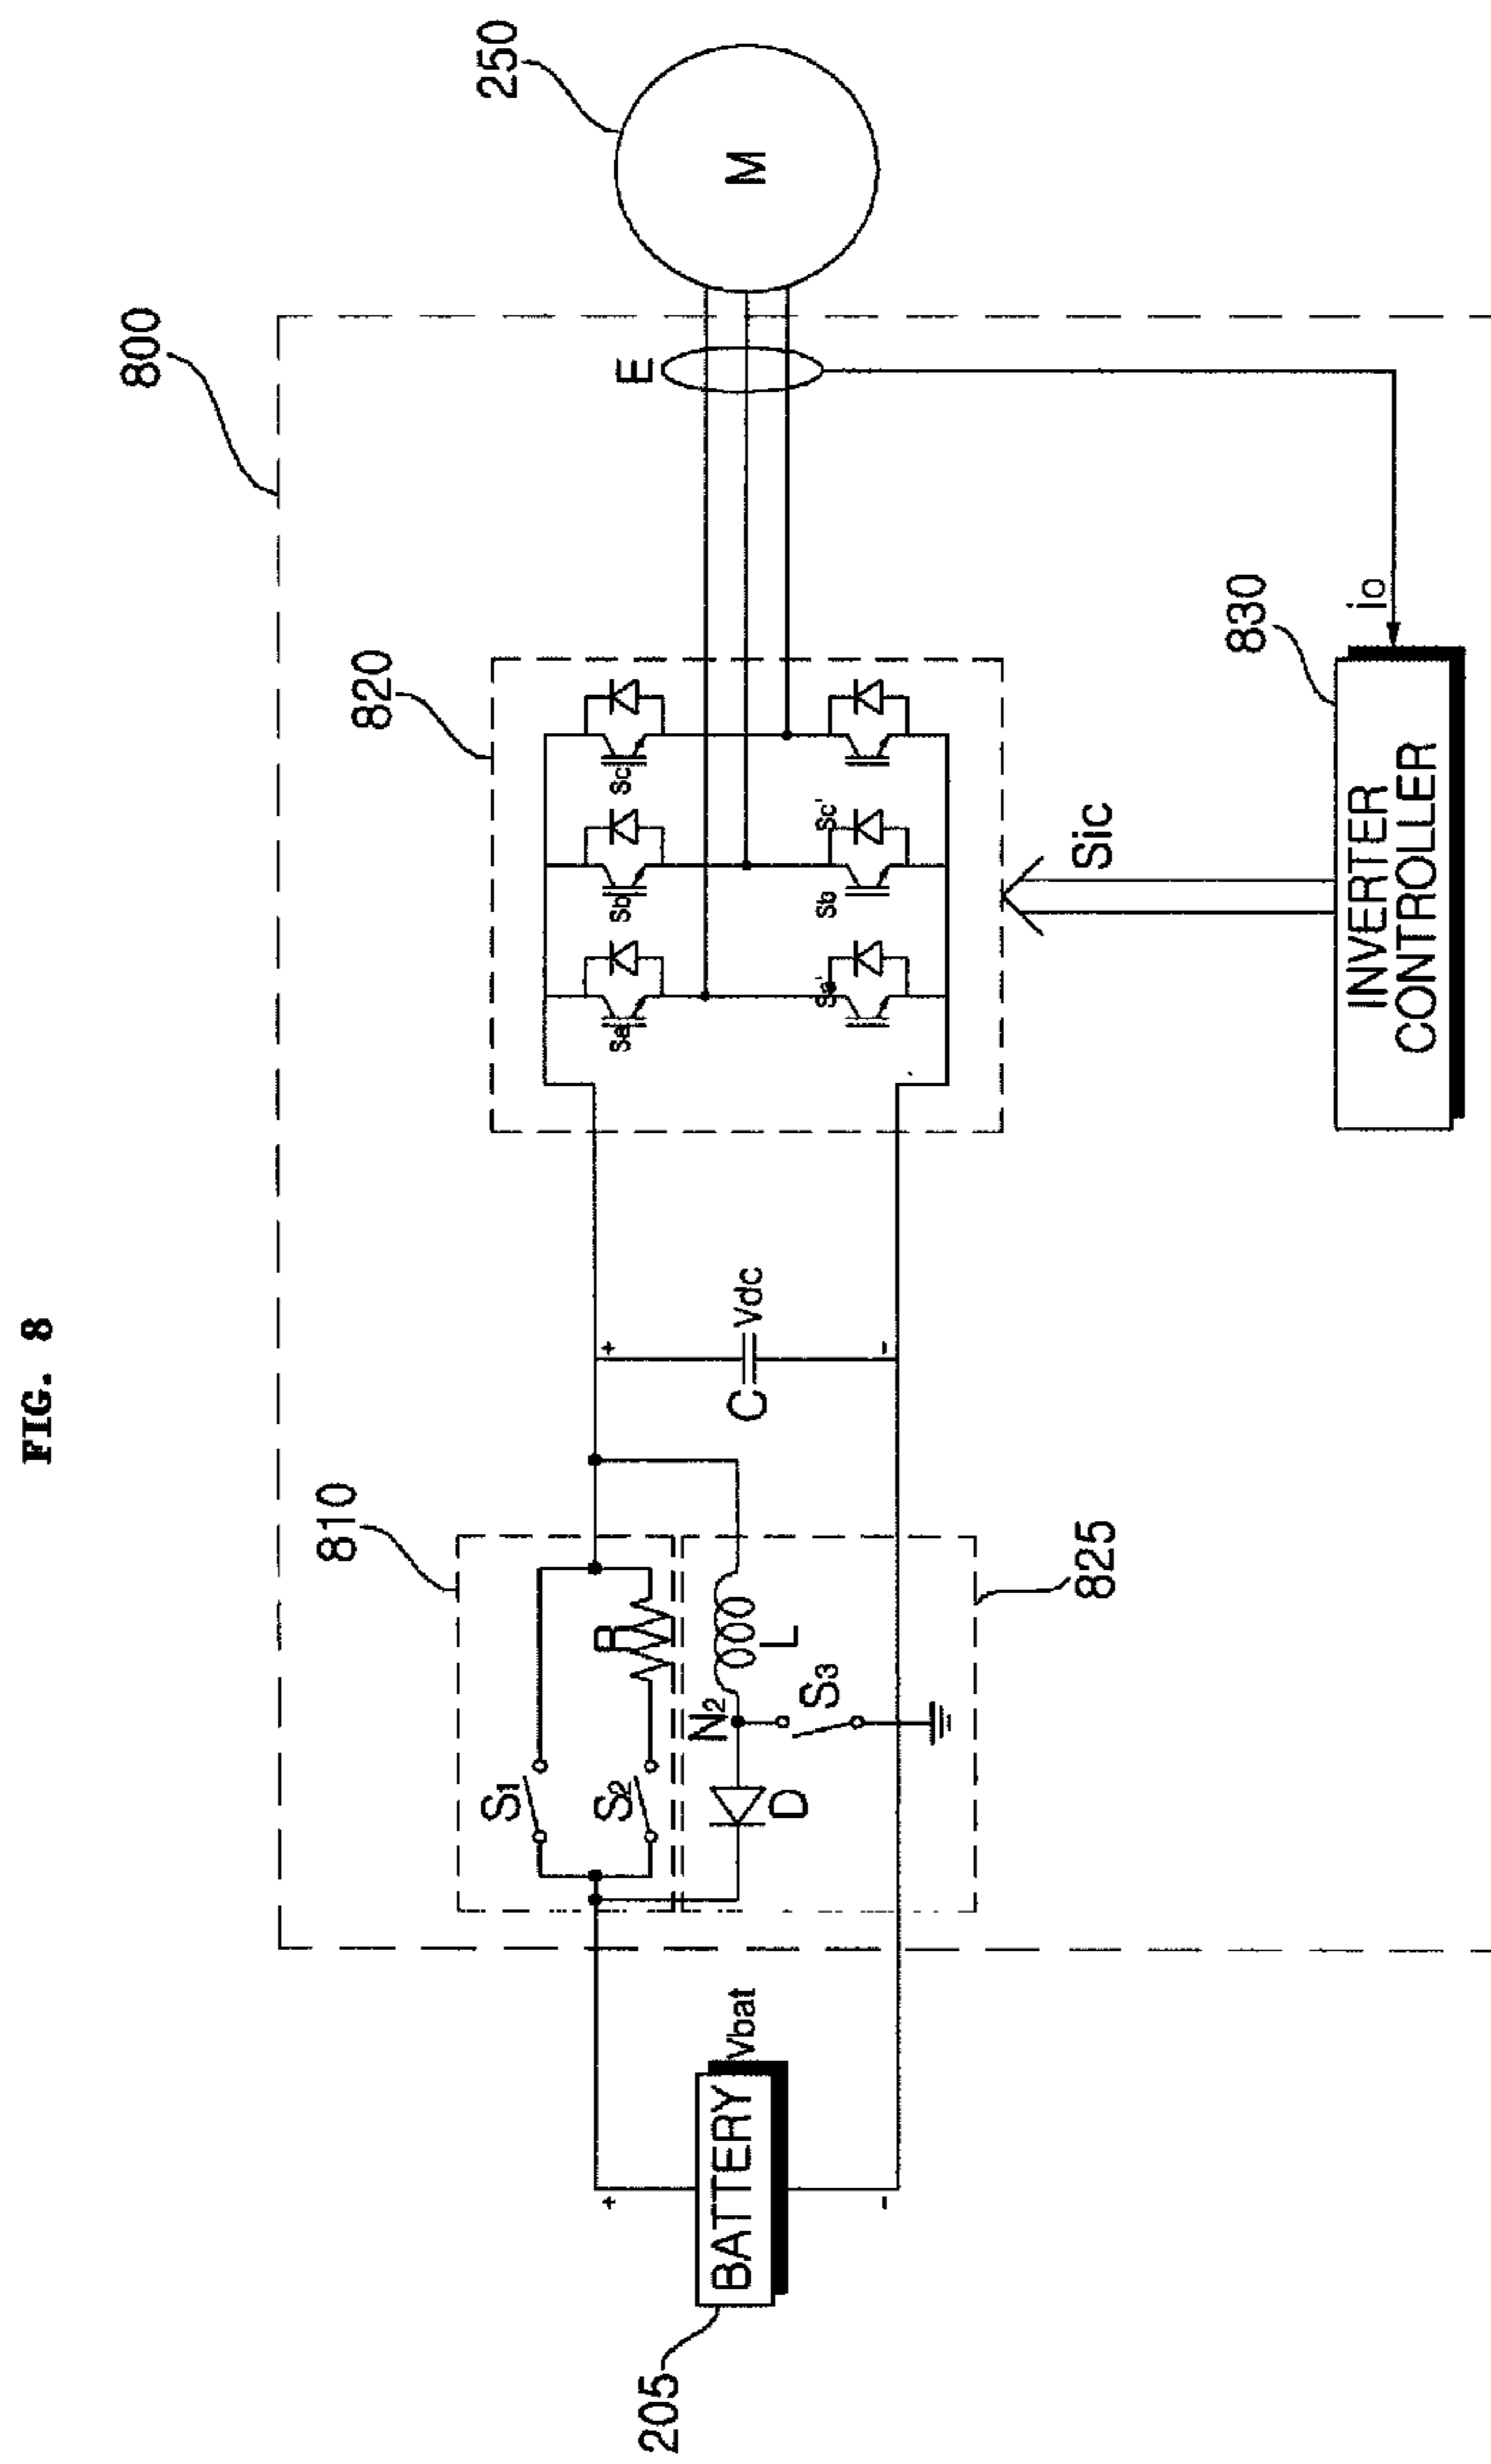 FIG. 8
800
810
820
250
E
S1
S2
R
Sa
Sb
Sc
M
N2
L
D
S3
C
Vdc
+
-
Sa'
Sb
Sc'
205
BATTERY
Vbat
+
-
825
Sic
830
io
INVERTER
CONTROLLER